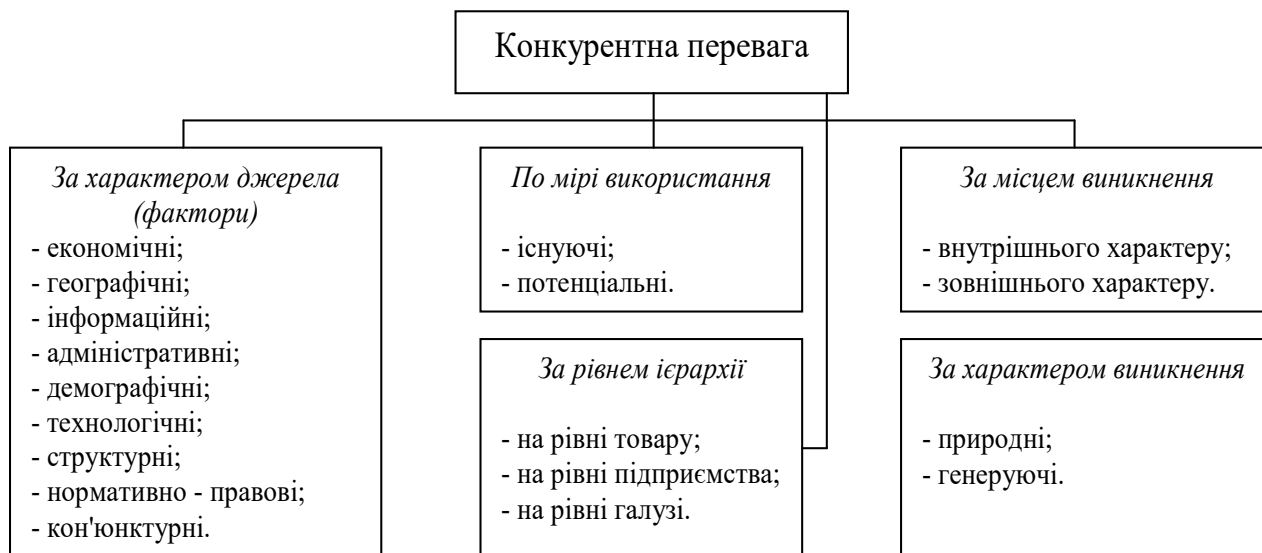 Конкурентна перевага
За характером джерела
(фактори)
- економічні;
- географічні;
- інформаційні;
- адміністративні;
- демографічні;
- технологічні;
- структурні;
- нормативно - правові;
- кон'юнктурні.
По мірі використання
- існуючі;
- потенціальні.
За місцем виникнення
- внутрішнього характеру;
- зовнішнього характеру.
За рівнем ієрархії
- на рівні товару;
- на рівні підприємства;
- на рівні галузі.
За характером виникнення
- природні;
- генеруючі.